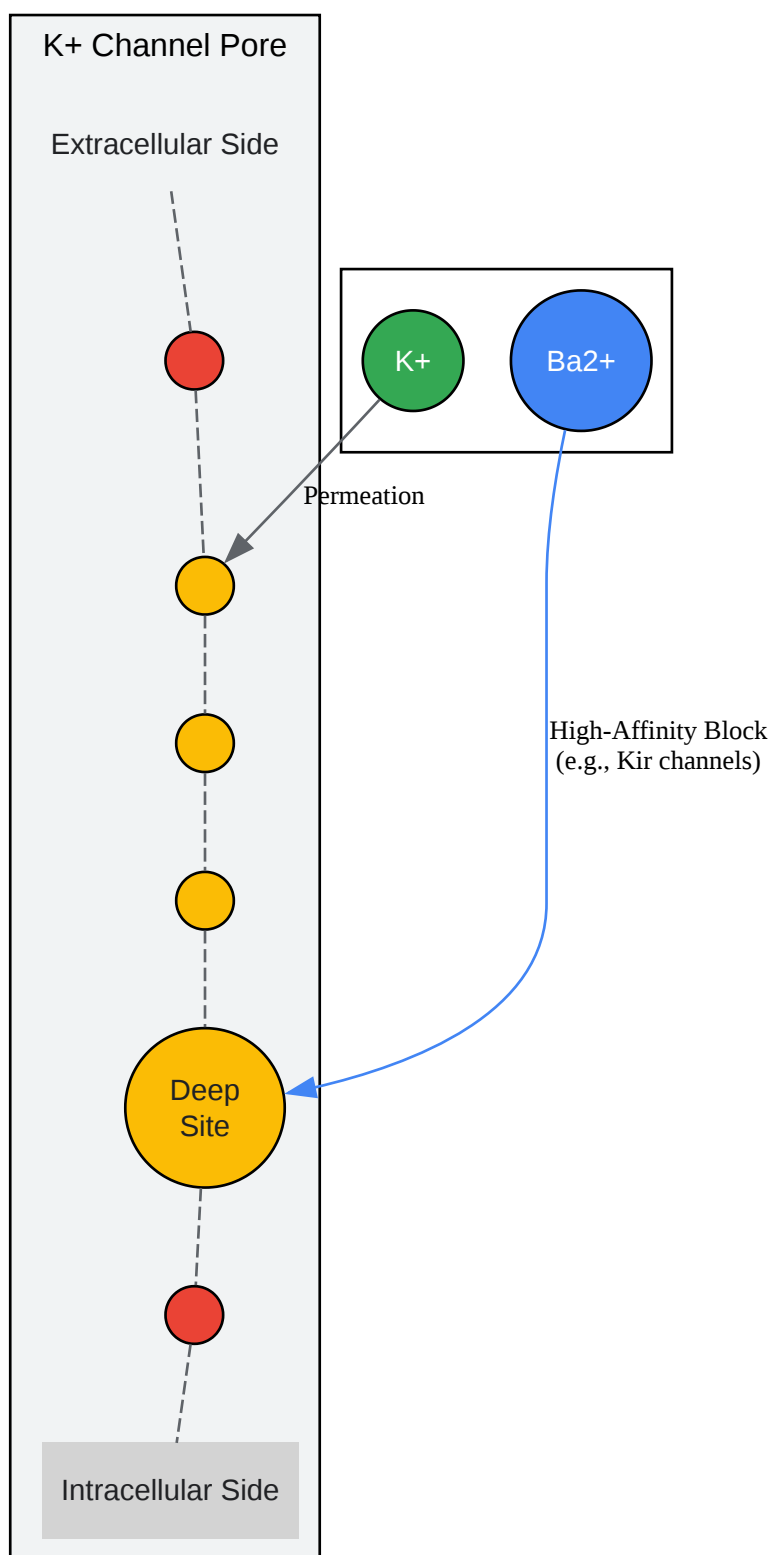 K+ Channel Pore
Extracellular Side
K+
Ba2+
Permeation
High-Affinity Block
(e.g., Kir channels)
Deep
Site
Intracellular Side